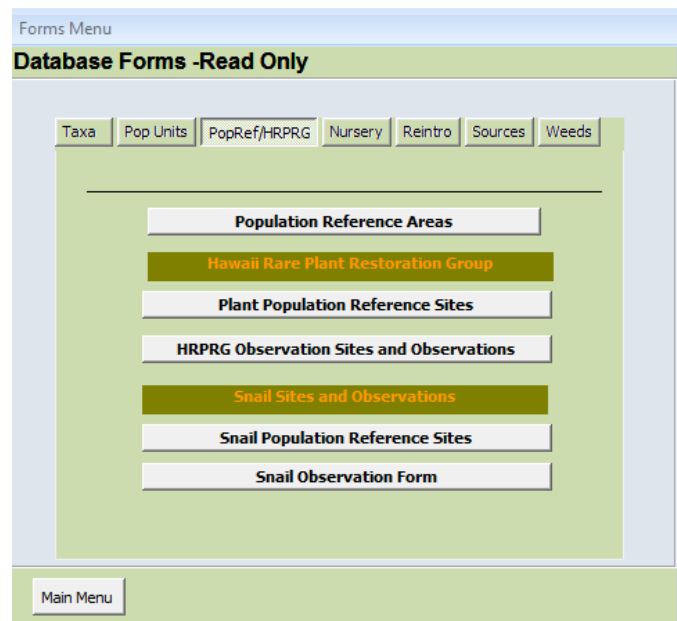 Forms Menu
Database Forms -Read Only
Taxa Pop Units PopRef/HRPRG Nursery Reintro Sources Weeds
Population Reference Areas
Hawaii Rare Plant Restoration Group
Plant Population Reference Sites
HRPRG Observation Sites and Observations
Snail Sites and Observations
Snail Population Reference Sites
Snail Observation Form
Main Menu